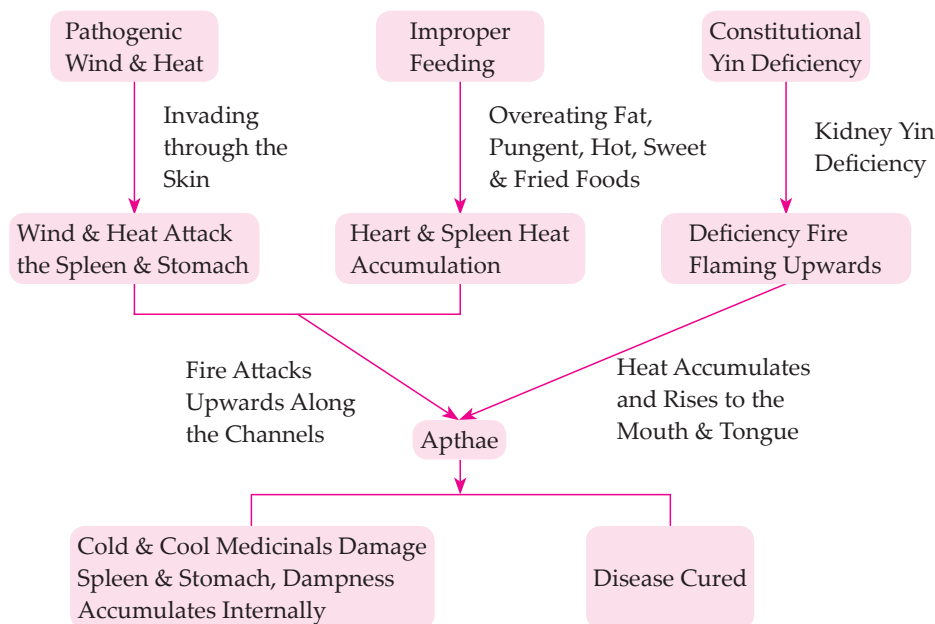 Pathogenic
Wind & Heat
Improper
Feeding
Constitutional
Yin Deficiency
Invading
through the
Skin
Overeating Fat,
Pungent, Hot, Sweet
& Fried Foods
Kidney Yin
Deficiency
Wind & Heat Attack
the Spleen & Stomach
Heart & Spleen Heat
Accumulation
Deficiency Fire
Flaming Upwards
Fire Attacks
Upwards Along
the Channels
Heat Accumulates
and Rises to the
Mouth & Tongue
Apthae
Cold & Cool Medicinals Damage
Spleen & Stomach, Dampness
Accumulates Internally
Disease Cured